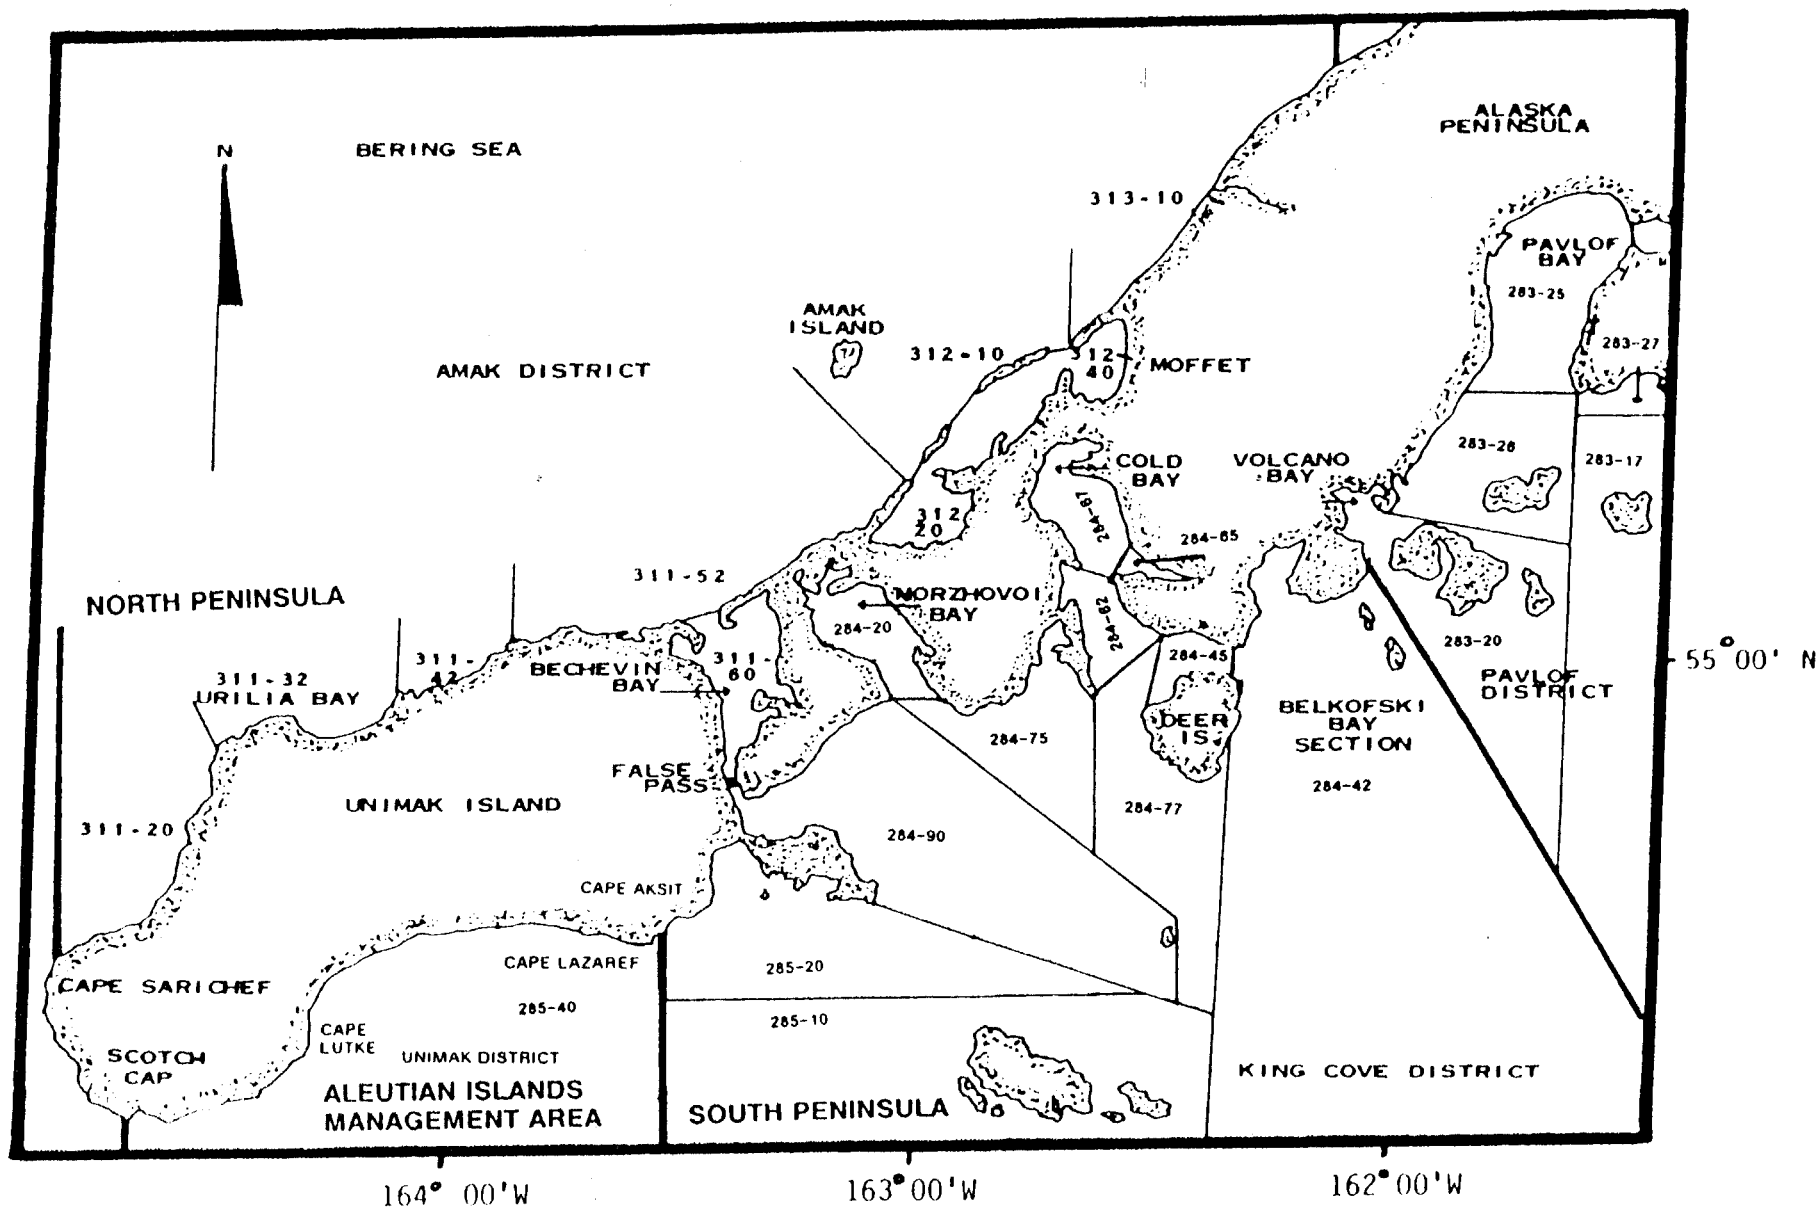 ALASKA
PENINSULA
N
BERING SEA
313-10
PAVLOF
BAY
283-25
AMAK
ISLAND
283-27
312-10
312-
40
MOFFET
AMAK DISTRICT
283-26
283-17
COLD
BAY
VOLCANO
BAY
284-67
312
20
284-65
311-52
NORTH PENINSULA
MORZHOVOI
BAY
284-20
284-62
283-20
55°00' N
311-32
URILIA BAY
311-
42
BECHEVIN
BAY
311-
60
284-45
PAVLOF
DISTRICT
DEER
IS
BELKOFSKI
BAY
SECTION
284-75
284-42
FALSE
PASS
UNIMAK ISLAND
284-77
311-20
284-90
CAPE AKSIT
CAPE LAZAREF
285-20
CAPE SARICHEF
285-40
285-10
CAPE
LUTKE
UNIMAK DISTRICT
SCOTCH
CAP
KING COVE DISTRICT
ALEUTIAN ISLANDS
MANAGEMENT AREA
SOUTH PENINSULA
164° 00'W
163°00'W
162°00'W